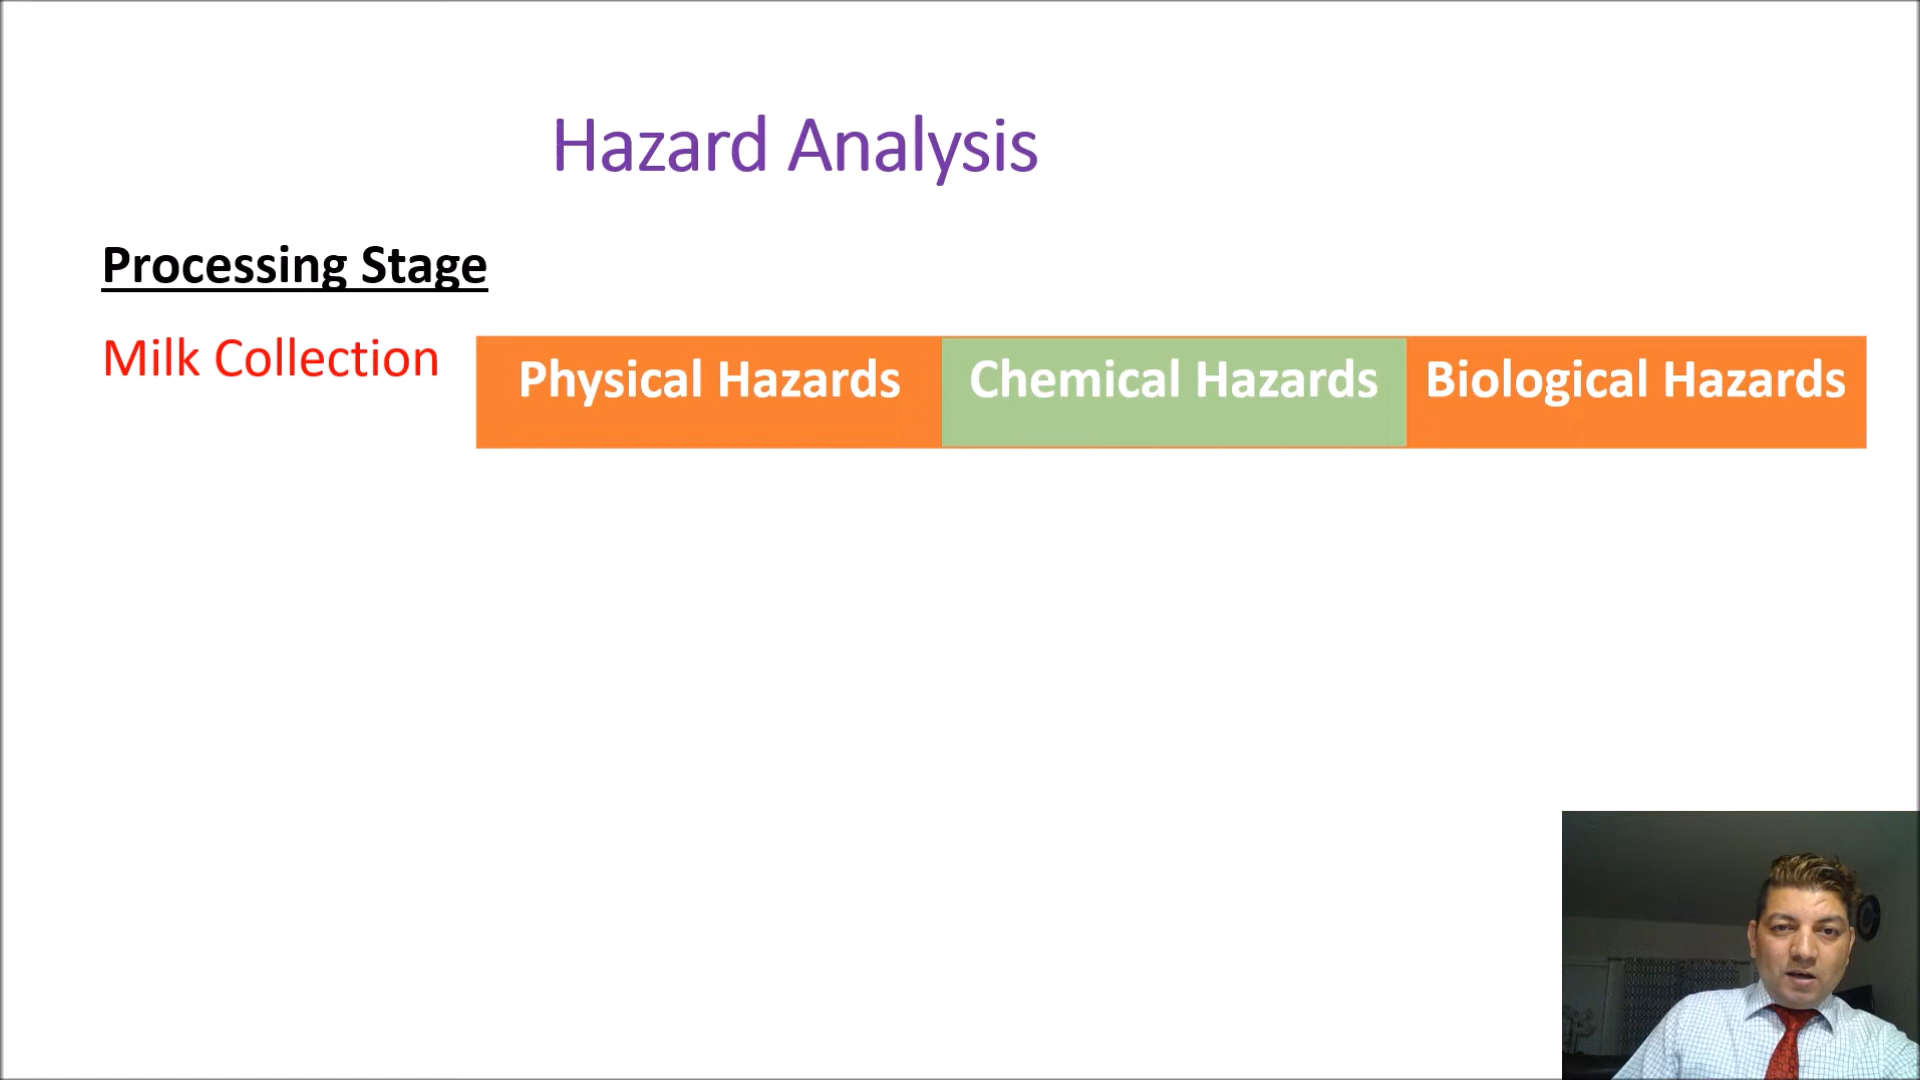 Hazard Analysis
Processing Stage
Milk Collection
Physical Hazards
Chemical Hazards
Biological Hazards